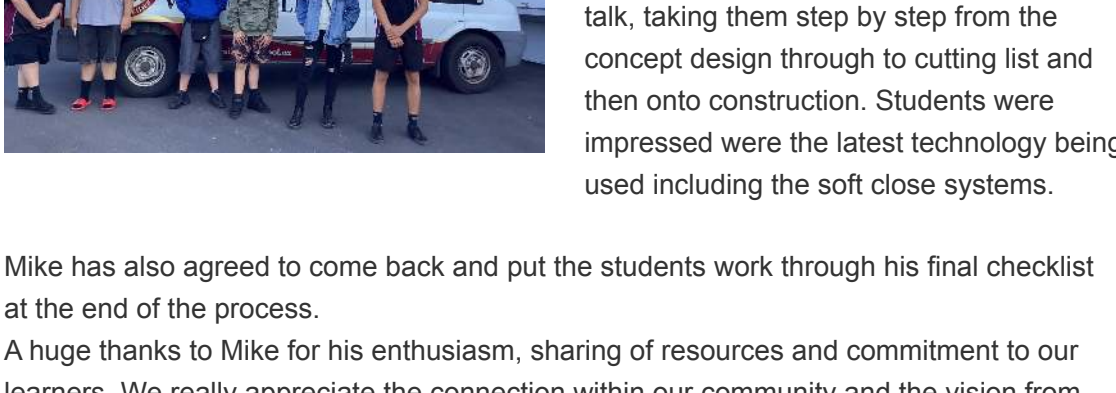 talk, taking them step by step from the
concept design through to cutting list and
then onto construction. Students were
impressed were the latest technology being
used including the soft close systems.
Mike has also agreed to come back and put the students work through his final checklist
at the end of the process.
A huge thanks to Mike for his enthusiasm, sharing of resources and commitment to our
learners. We really appreciate the connection within our community and the vision from